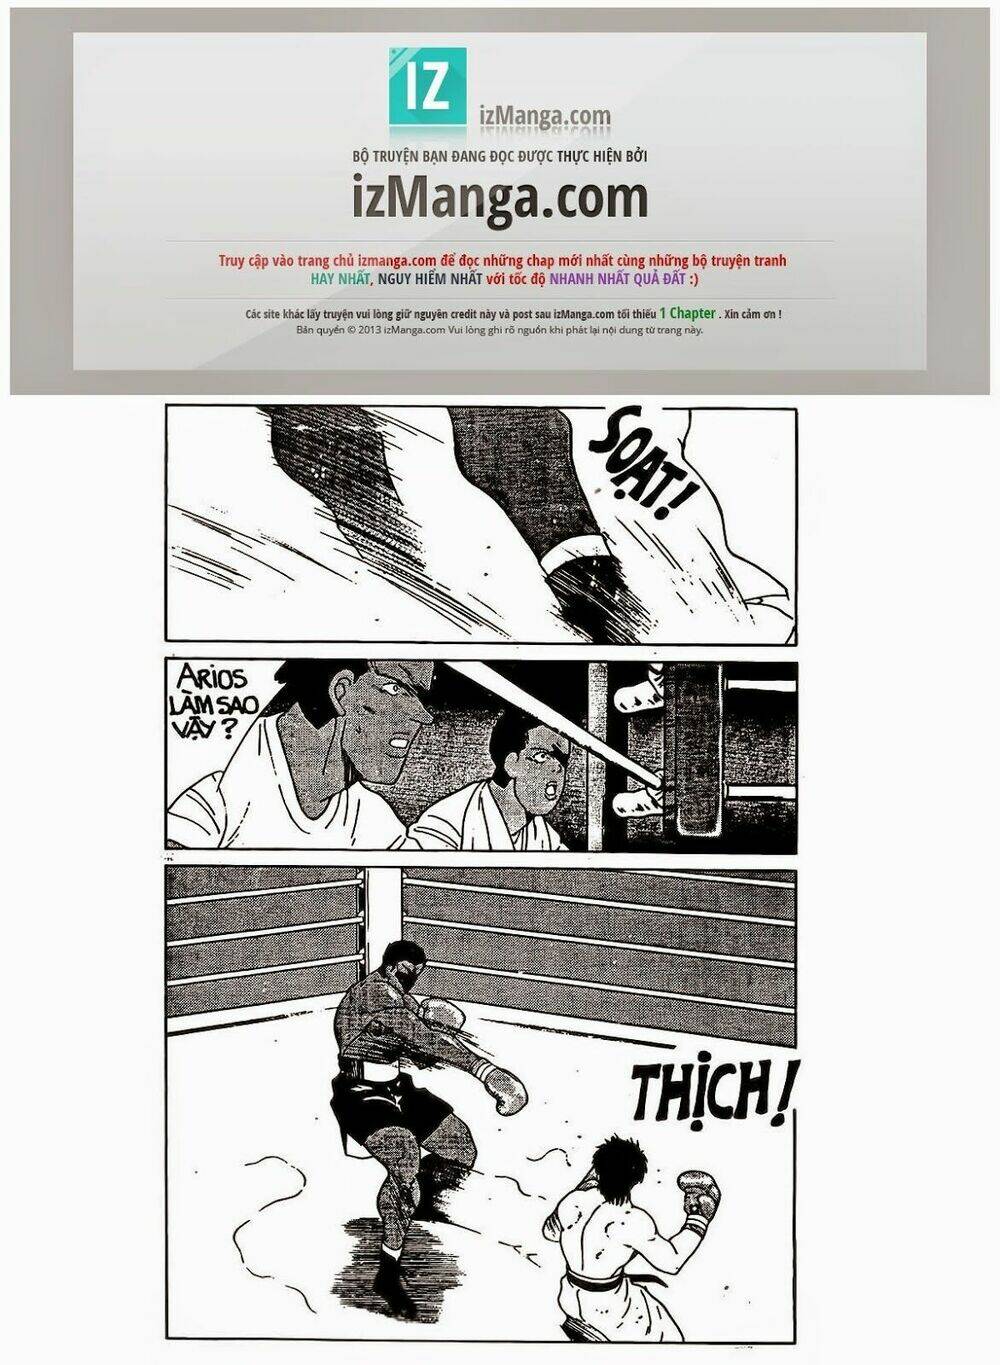 IZ
izManga.com
BỘ TRUYỆN BẠN ĐANG ĐỌC ĐƯỢC THỰC HIỆN BỞI
izManga.com
Truy cập vào trang chủ izmanga.com để đọc những chap mới nhất cùng những bộ truyện tranh
HAY NHẤT, NGUY HIỂM NHẤT với tốc độ NHANH NHẤT QUẢ ĐẤT :)
Các site khác lấy truyện vui lòng giữ nguyên credit này và post sau izManga.com tối thiểu 1 Chapter . Xin cảm ơn !
Bản quyền © 2013 izManga.com Vui lòng ghi rõ nguồn khi phát lại nội dung từ trang này.
SOẠT!
ARIOS
LÀM SAO
VẬY ?
THỊCH!